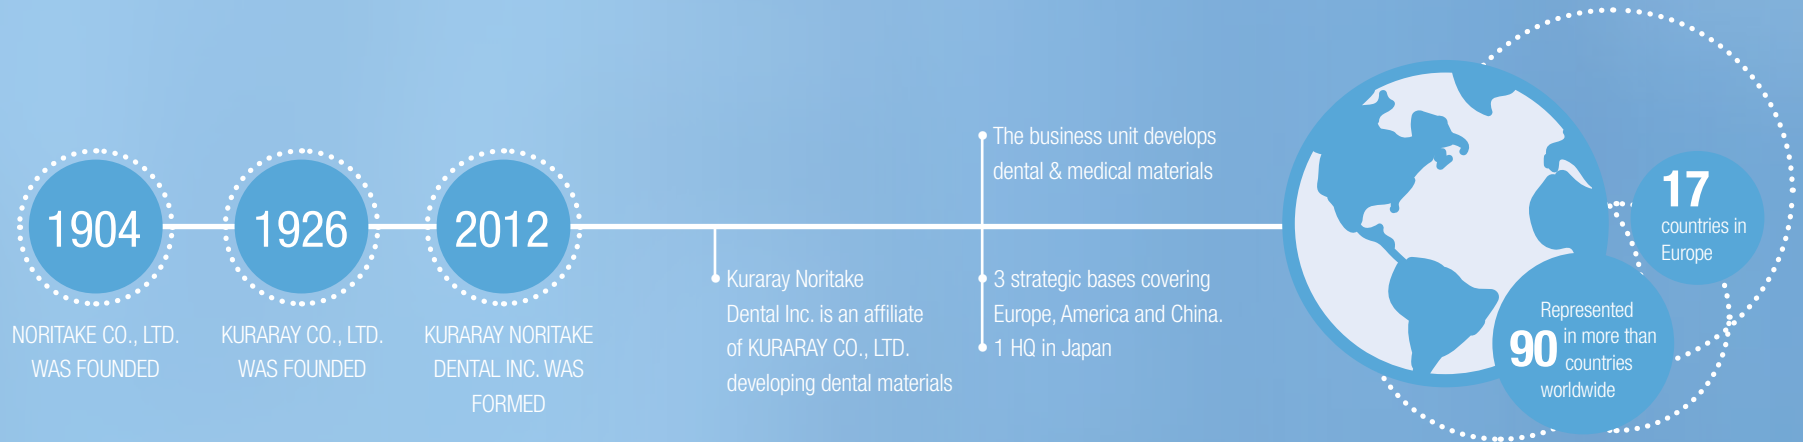 1904
NORITAKE CO., LTD.
WAS FOUNDED
1926
KURARAY CO., LTD.
WAS FOUNDED
2012
KURARAY NORITAKE
DENTAL INC. WAS
FORMED
Kuraray Noritake
Dental Inc. is an affiliate
of KURARAY CO., LTD.
developing dental materials
The business unit develops
dental & medical materials
3 strategic bases covering
Europe, America and China.
1 HQ in Japan
17
countries in
Europe
Represented
in more than
90 countries
worldwide